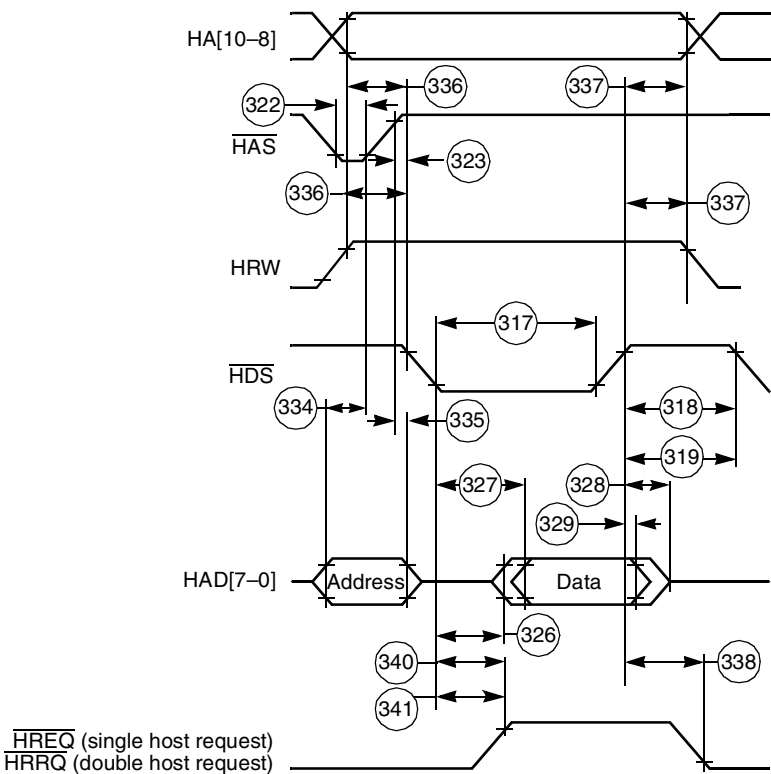 HA[10–8]
336
337
322
HAS
323
336
337
HRW
317
HDS
334
335
318
319
327
328
329
HAD[7–0]
Address
Data
326
340
338
341
HREQ (single host request)
HRRQ (double host request)